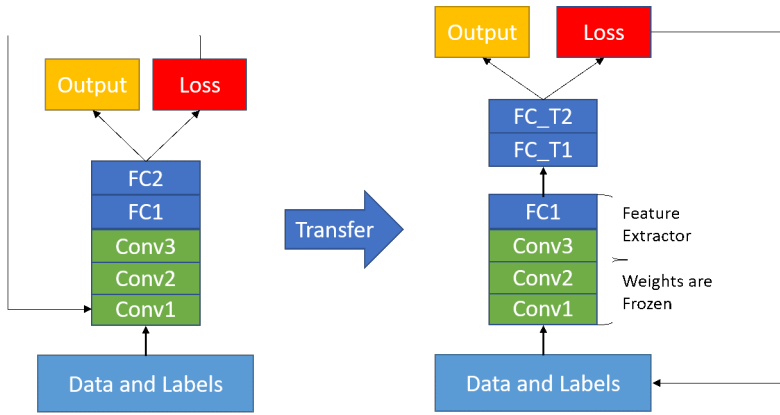 Output
Loss
FC2
FC1
Conv3
Conv2
Conv1
Data and Labels
Transfer
Output
Loss
FC_T2
FC_T1
FC1
Conv3
Conv2
Conv1
Feature
Extractor
Weights are
Frozen
Data and Labels